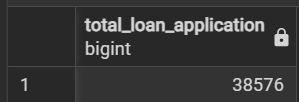 total_loan_application
bigint
1 38576